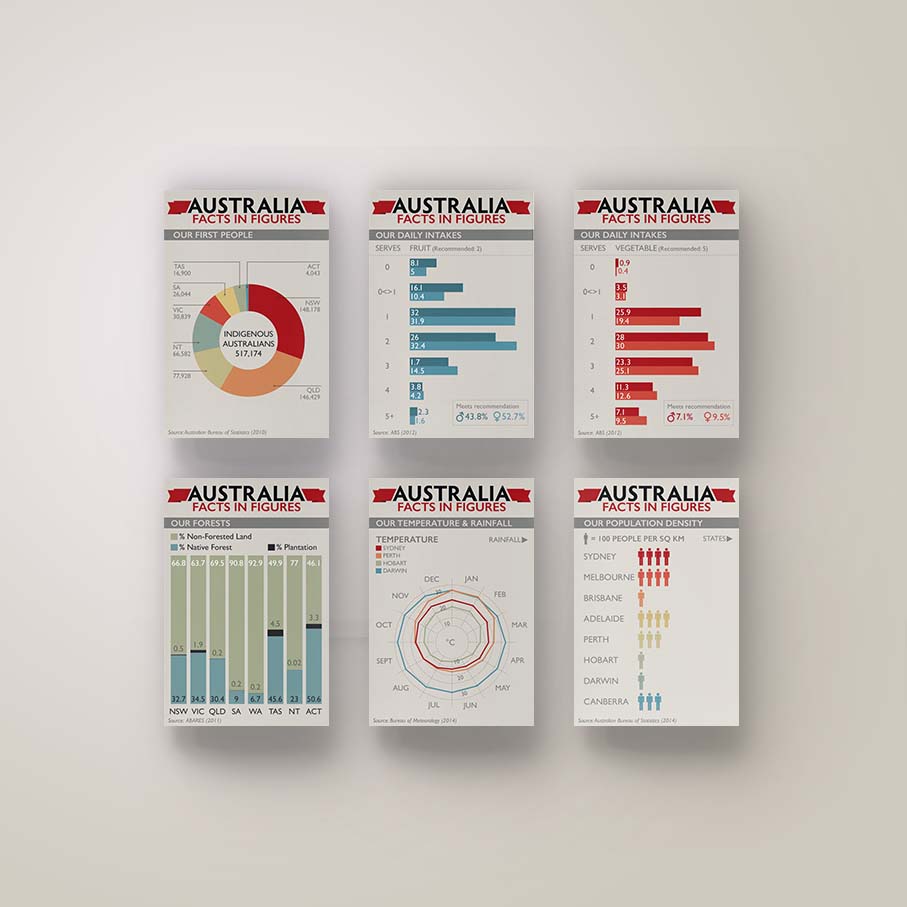 AUSTRALIA
FACTS IN FIGURES
OUR FIRST PEOPLE
TAS
16,900
ACT
4,043
SA
26,044
NSW
148,178
VIC
30,839
INDIGENOUS
AUSTRALIANS
517,174
NT
66,582
77,928
QLD
146,429
Source: Australian Bureau of Statistics (2010)
AUSTRALIA
FACTS IN FIGURES
OUR DAILY INTAKES
SERVES FRUIT (Recommended: 2)
0 8.1
5
0<>1 16.1
10.4
1 32
31.9
2 26
32.4
3 1.7
14.5
4 3.8
4.2
5+ 2.3
1.6
Meets recommendation
♂43.8% ♀52.7%
Source: ABS (2012)
AUSTRALIA
FACTS IN FIGURES
OUR DAILY INTAKES
SERVES VEGETABLE (Recommended: 5)
0 0.9
0.4
0<>1 3.5
3.1
1 25.9
19.4
2 28
30
3 23.3
25.1
4 11.3
12.6
5+ 7.1
9.5
Meets recommendation
♂7.1% ♀9.5%
Source: ABS (2012)
AUSTRALIA
FACTS IN FIGURES
OUR FORESTS
% Non-Forested Land
% Native Forest % Plantation
66.8 63.7 69.5 90.8 92.9 49.9 77 46.1
0.5 1.9 0.2 0.2 0.2 4.5 0.02 3.3
32.7 34.5 30.4 9 6.7 45.6 23 50.6
NSW VIC QLD SA WA TAS NT ACT
Source: ABARES (2011)
AUSTRALIA
FACTS IN FIGURES
OUR TEMPERATURE & RAINFALL
TEMPERATURE RAINFALL▶
SYDNEY
PERTH
HOBART
DARWIN
DEC JAN
NOV FEB
OCT MAR
SEPT APR
AUG MAY
JUL JUN
30
20
10
°C
10
20
30
Source: Bureau of Meteorology (2014)
AUSTRALIA
FACTS IN FIGURES
OUR POPULATION DENSITY
= 100 PEOPLE PER SQ KM STATES▶
SYDNEY
MELBOURNE
BRISBANE
ADELAIDE
PERTH
HOBART
DARWIN
CANBERRA
Source: Australian Bureau of Statistics (2014)